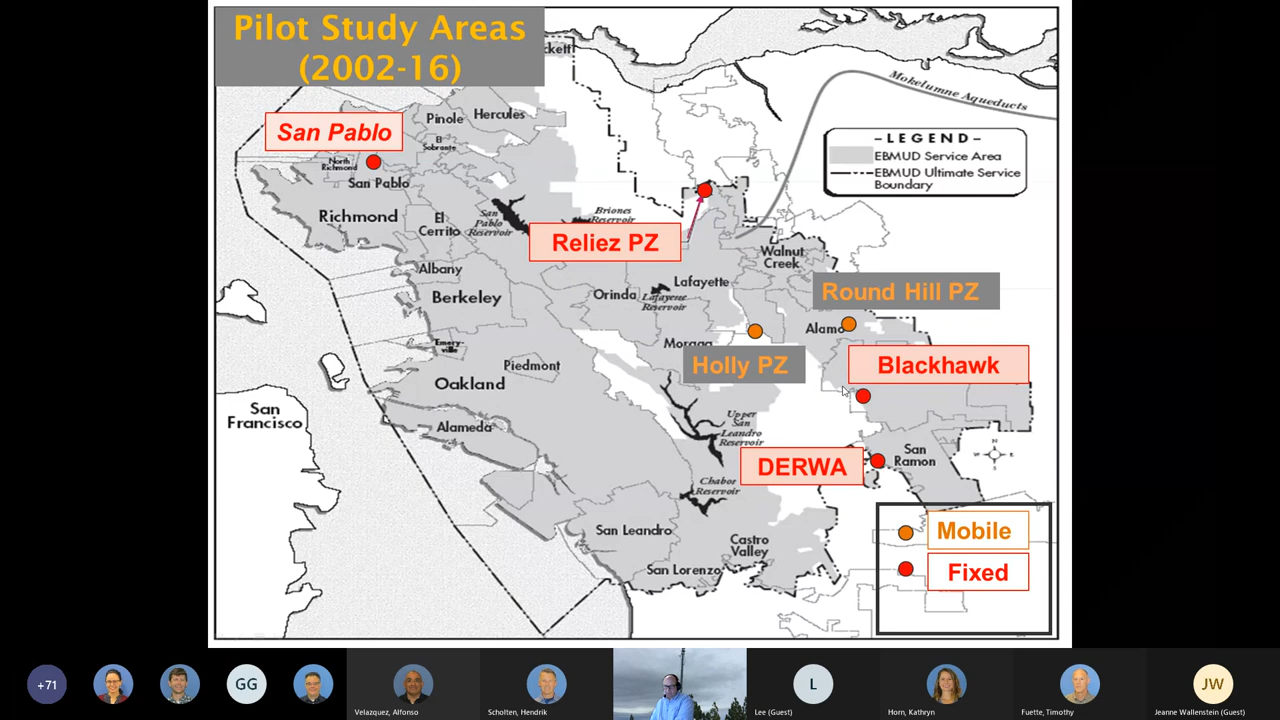 Pilot Study Areas
(2002-16)
ckett
Mokelumne Aqueducts
Hercules
Pinole
San Pablo
El
Sobrante
North
Richmond
San Pablo
–LEGEND–
EBMUD Service Area
EBMUD Ultimate Service
Boundary
Richmond
El
Cerrito
San
Pablo
Reservoir
Briones
Reservoir
Reliez PZ
Walnut
Creek
Albany
Lafayette
Orinda
Lafayette
Reservoir
Berkeley
Round Hill PZ
Alamo
Emery-
ville
Moraga
Holly PZ
Blackhawk
Piedmont
Oakland
San
Francisco
Alameda
Upper
San
Leandro
Reservoir
N
W
E
S
San
Ramon
DERWA
Chabot
Reservoir
San Leandro
Castro
Valley
San Lorenzo
Mobile
Fixed
+71
GG
L
JW
Velazquez, Alfonso
Scholten, Hendrik
Lee (Guest)
Horn, Kathryn
Fuette, Timothy
Jeanne Wallenstein (Guest)